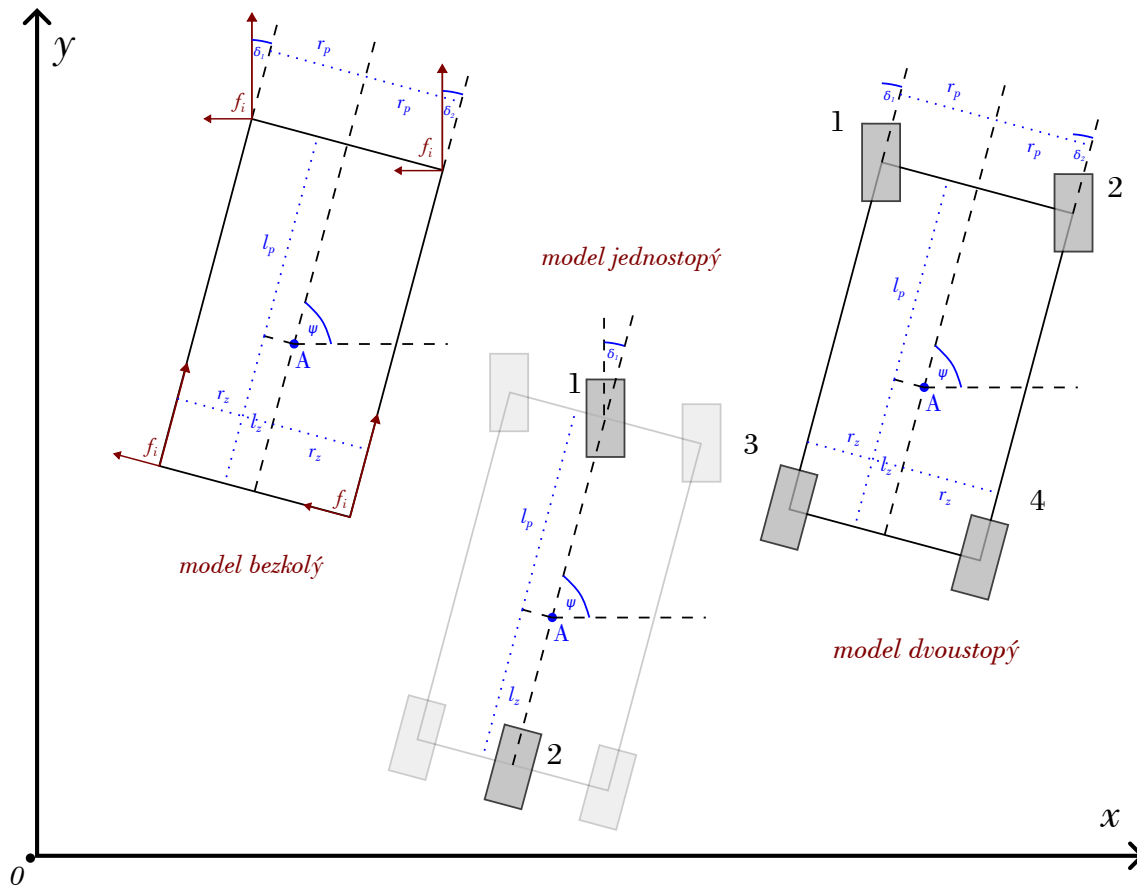 y
δ₁
r_p
r_p
δ₂
f_i
f_i
l_p
ψ
A
r_z
l_z
r_z
f_i
f_i
model bezkolý
model jednostopý
δ₁
1
l_p
ψ
A
l_z
2
δ₁
r_p
r_p
δ₂
1
2
l_p
ψ
A
3
r_z
l_z
r_z
4
model dvoustopý
x
0